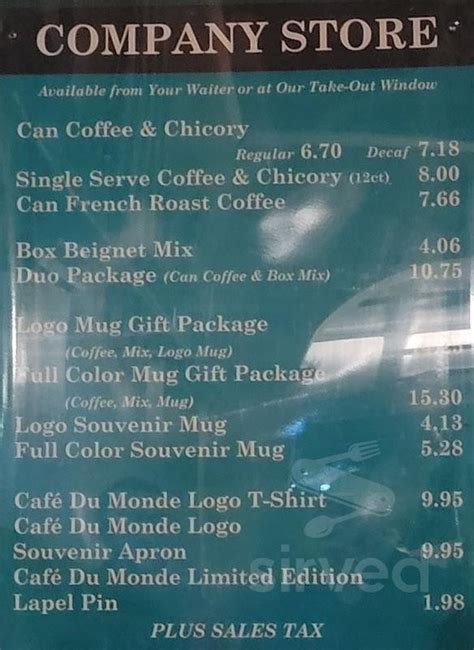 COMPANY STORE
Available from Your Waiter or at Our Take-Out Window
Can Coffee & Chicory
Regular 6.70 Decaf 7.18
Single Serve Coffee & Chicory (12ct) 8.00
Can French Roast Coffee 7.66
Box Beignet Mix 4.06
Duo Package (Can Coffee & Box Mix) 10.75
Logo Mug Gift Package
(Coffee, Mix, Logo Mug)
Full Color Mug Gift Package
(Coffee, Mix, Mug) 15.30
Logo Souvenir Mug 4.13
Full Color Souvenir Mug 5.28
Café Du Monde Logo T-Shirt 9.95
Café Du Monde Logo
Souvenir Apron 9.95
sirved
Café Du Monde Limited Edition
Lapel Pin 1.98
PLUS SALES TAX